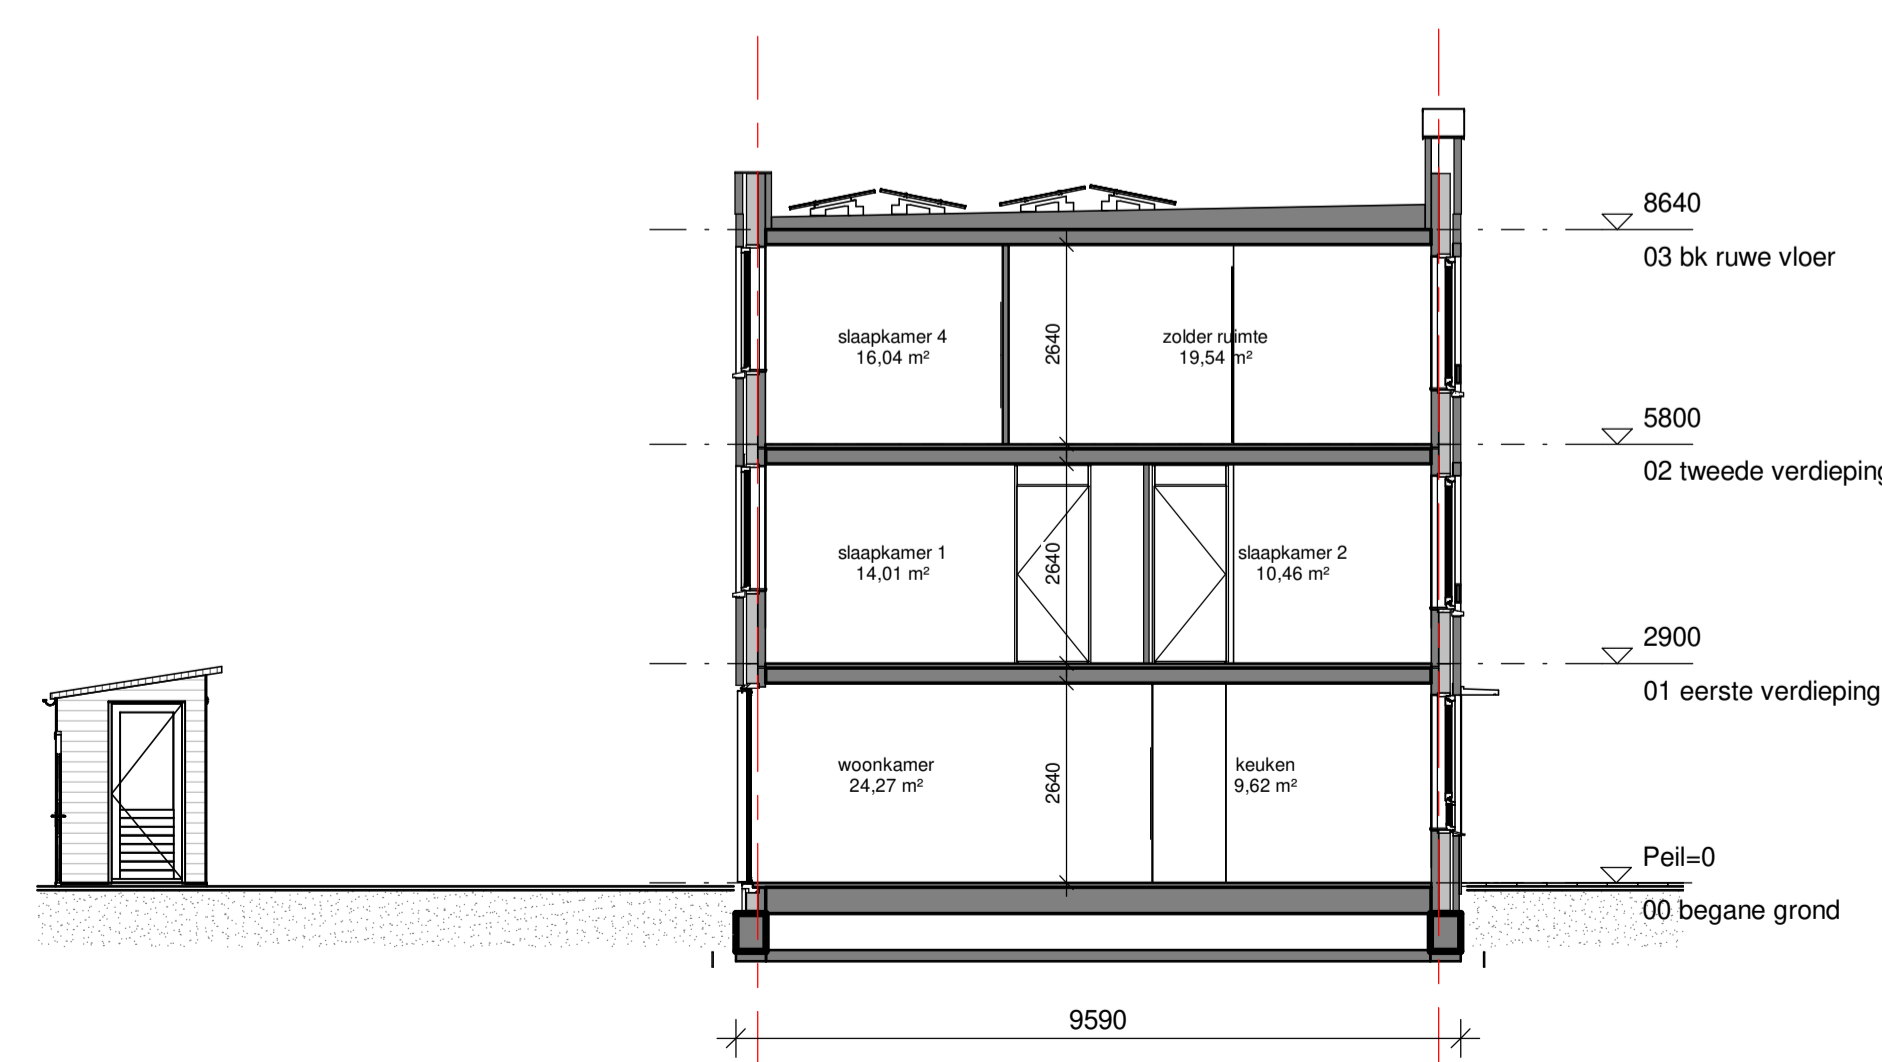 8640
03 bk ruwe vloer
slaapkamer 4
16,04 m²
2640
zolder ruimte
19,54 m²
5800
02 tweede verdieping
slaapkamer 1
14,01 m²
2640
slaapkamer 2
10,46 m²
2900
01 eerste verdieping
woonkamer
24,27 m²
2640
keuken
9,62 m²
Peil=0
00 begane grond
9590